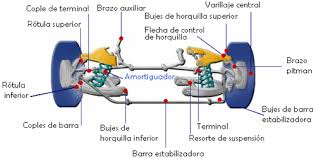 Cople de terminal
Brazo auxiliar
Varillaje central
Bujes de horquilla superior
Rótula superior
Flecha de control
de horquilla
Brazo
pitman
Amortiguador
Rótula
inferior
Bujes de barra
estabilizadora
Coples de barra
Bujes de
horquilla inferior
Terminal
Resorte de suspensión
Barra estabilizadora